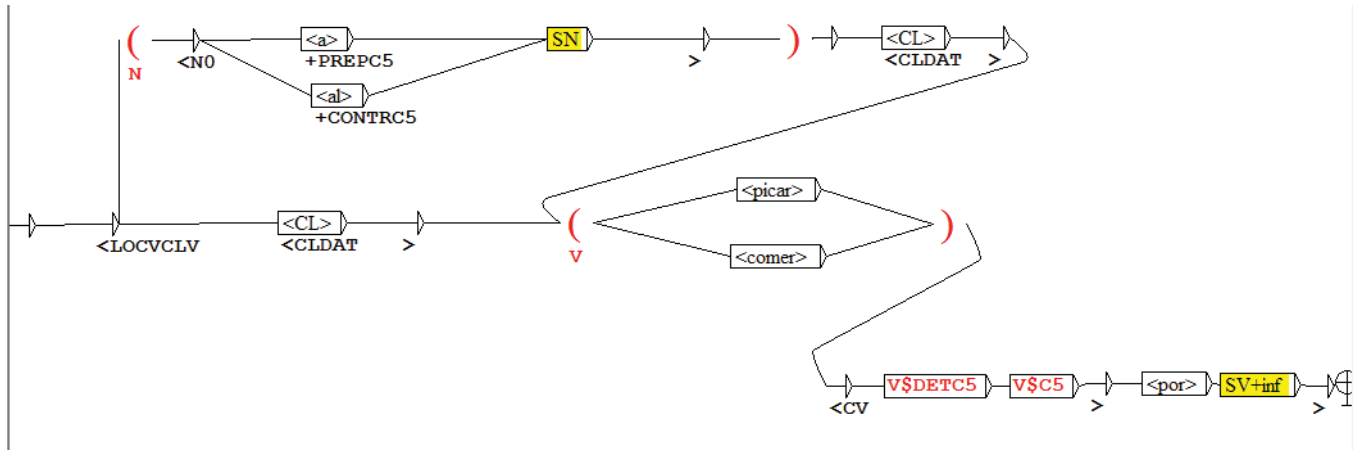 ( <a> SN ) <CL>
N <N0 +PREPC5 > <CLDAT >
<al>
+CONTRC5
<picar>
<CL> ( )
<LOCVCLV <CLDAT > V
<comer>
V$DETC5 V$C5 <por> SV+inf
<CV > >